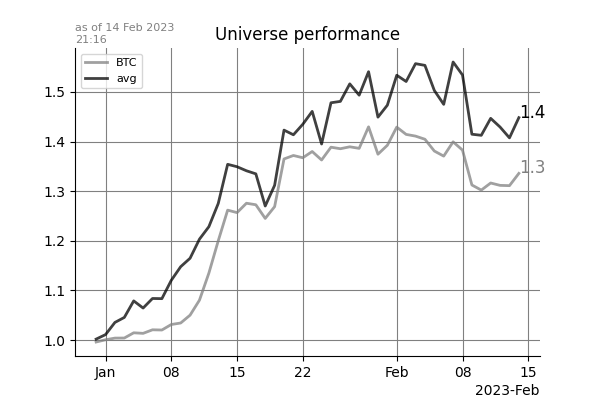 as of 14 Feb 2023
21:16
Universe performance
BTC
avg
1.5
1.4
1.3
1.2
1.1
1.0
1.4
1.3
Jan 08 15 22 Feb 08 15
2023-Feb